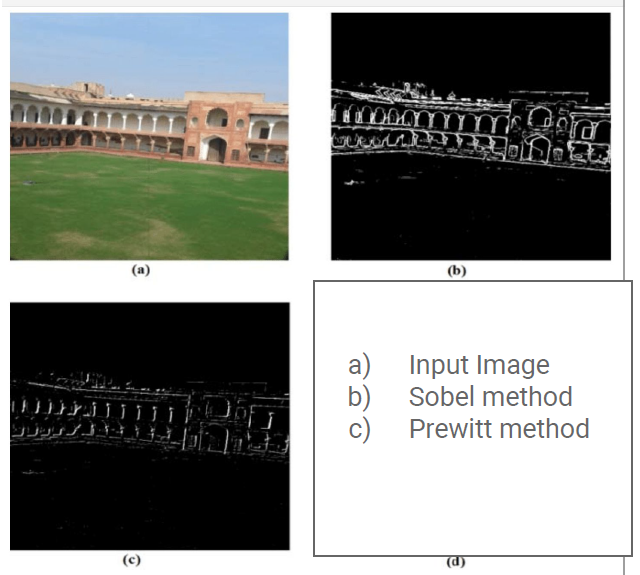 (a)
(b)
a) Input Image
b) Sobel method
c) Prewitt method
(c)
(d)